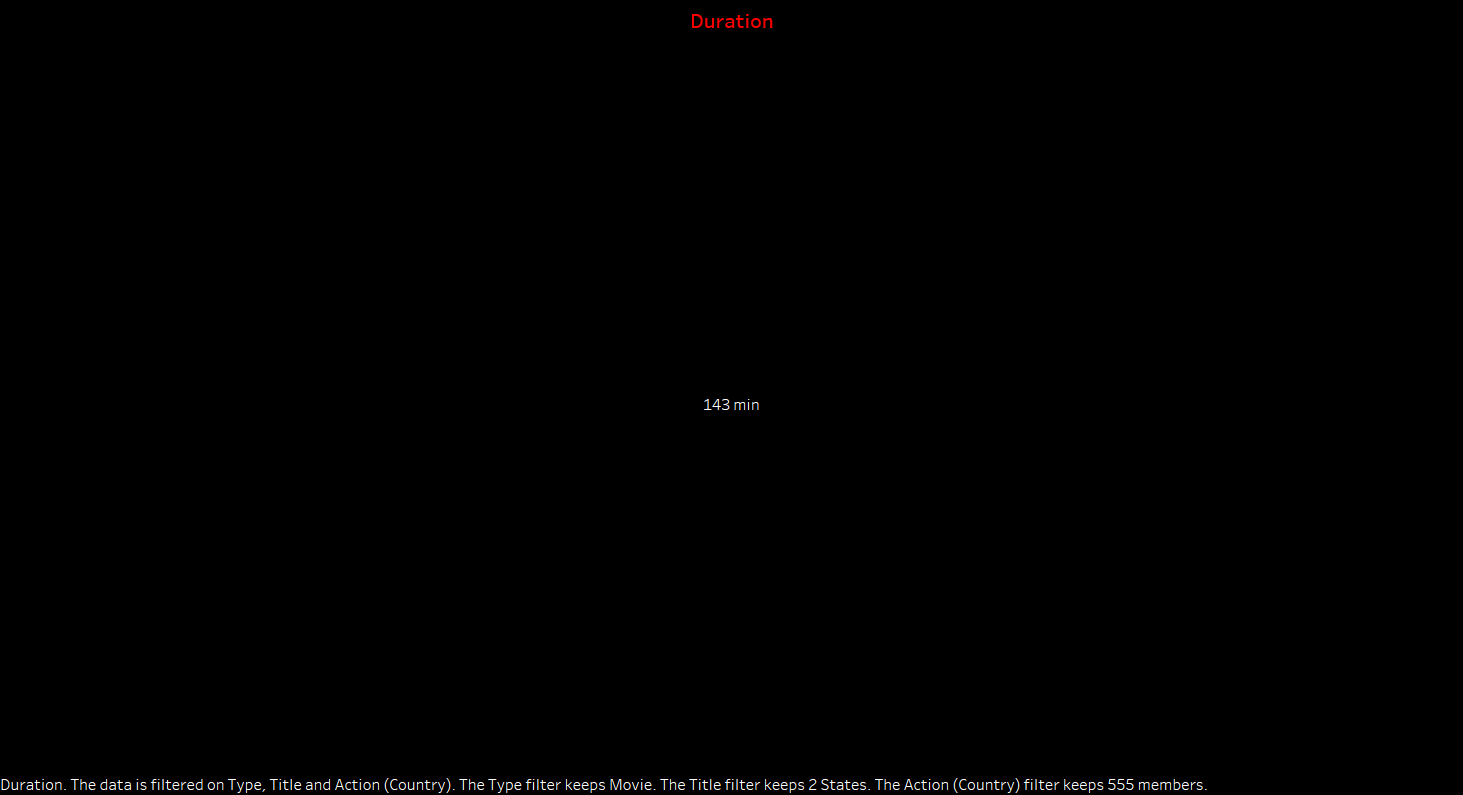 Duration
143 min
Duration. The data is filtered on Type, Title and Action (Country). The Type filter keeps Movie. The Title filter keeps 2 States. The Action (Country) filter keeps 555 members.